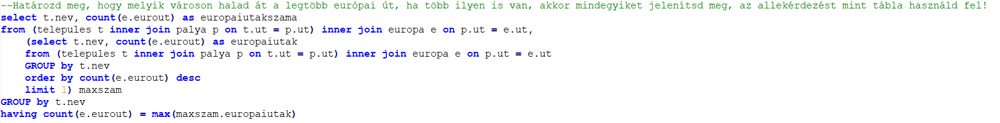 --Határozd meg, hogy melyik városon halad át a legtöbb európai út, ha több ilyen is van, akkor mindegyiket jelenítsd meg, az allekérdezést mint tábla használd fel!
select t.nev, count(e.eurout) as europaiutakszama
from (telepules t inner join palya p on t.ut = p.ut) inner join europa e on p.ut = e.ut,
    (select t.nev, count(e.eurout) as europaiutak
    from (telepules t inner join palya p on t.ut = p.ut) inner join europa e on p.ut = e.ut
    GROUP by t.nev
    order by count(e.eurout) desc
    limit 1) maxszam
GROUP by t.nev
having count(e.eurout) = max(maxszam.europaiutak)